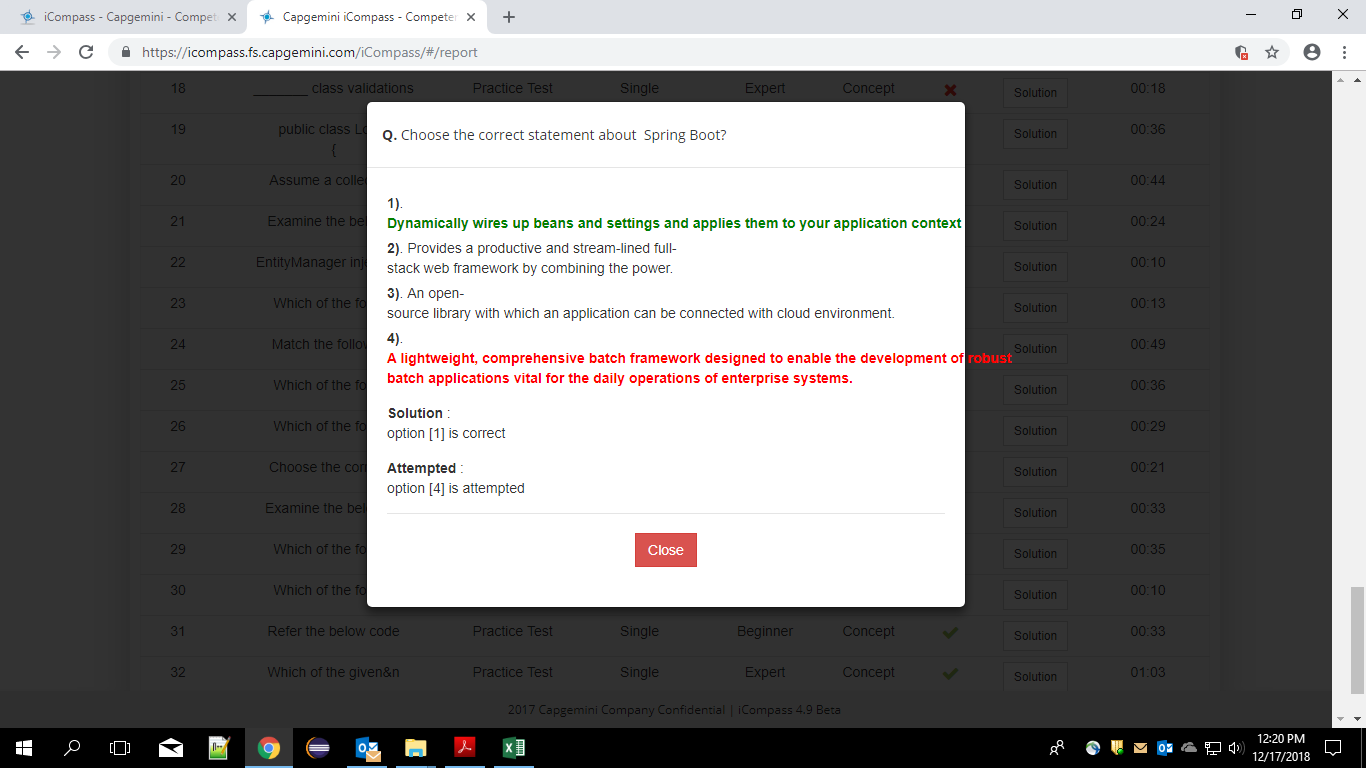 iCompass - Capgemini - Compet
Capgemini iCompass - Competen
https://icompass.fs.capgemini.com/iCompass/#/report
18 ________ class validations Practice Test Single Expert Concept Solution 00:18
19 public class Lo Solution 00:36
{
20 Assume a colle Solution 00:44
21 Examine the bel Solution 00:24
22 EntityManager inj Solution 00:10
23 Which of the fo Solution 00:13
24 Match the follow Solution 00:49
25 Which of the fo Solution 00:36
26 Which of the fo Solution 00:29
27 Choose the corr Solution 00:21
28 Examine the bel Solution 00:33
29 Which of the fo Solution 00:35
30 Which of the fo Solution 00:10
31 Refer the below code Practice Test Single Beginner Concept Solution 00:33
32 Which of the given&n Practice Test Single Expert Concept Solution 01:03
Q. Choose the correct statement about Spring Boot?
1).
Dynamically wires up beans and settings and applies them to your application context
2). Provides a productive and stream-lined full-
stack web framework by combining the power.
3). An open-
source library with which an application can be connected with cloud environment.
4).
A lightweight, comprehensive batch framework designed to enable the development of robust
batch applications vital for the daily operations of enterprise systems.
Solution :
option [1] is correct
Attempted :
option [4] is attempted
Close
2017 Capgemini Company Confidential | iCompass 4.9 Beta
12:20 PM
12/17/2018